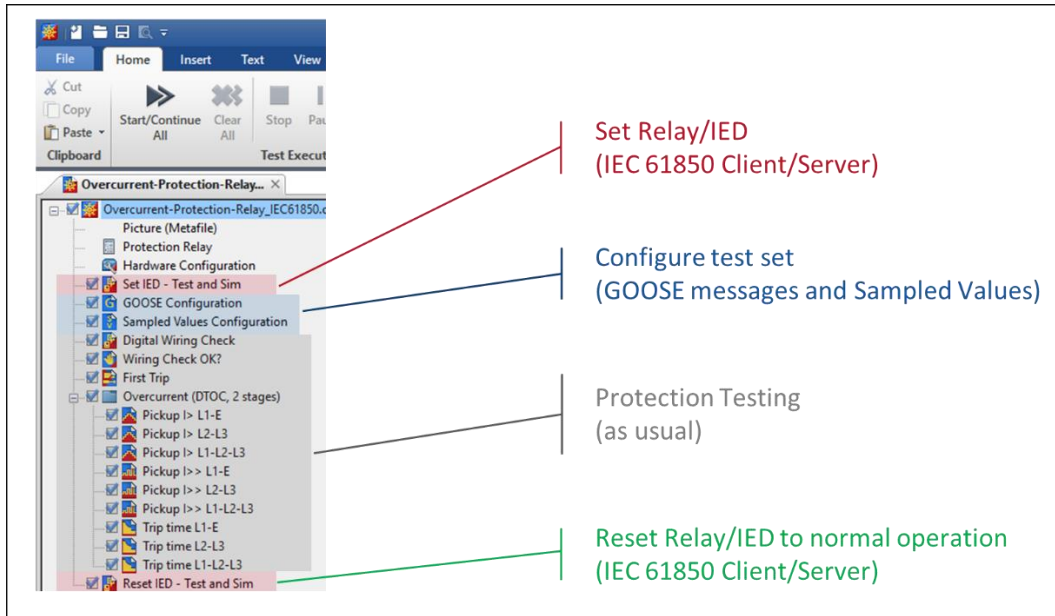 File Home Insert Text View
Cut
Copy
Paste
Start/Continue
All
Clear
All
Stop
Clipboard
Overcurrent-Protection-Relay...
Picture (Metafile)
Protection Relay
Hardware Configuration
Set IED - Test and Sim
GOOSE Configuration
Sampled Values Configuration
Digital Wiring Check
Wiring Check OK?
First Trip
Overcurrent (DTOC, 2 stages)
Pickup I> L1-E
Pickup I> L2-L3
Pickup I> L1-L2-L3
Pickup I>> L1-E
Pickup I>> L2-L3
Pickup I>> L1-L2-L3
Trip time L1-E
Trip time L2-L3
Trip time L1-L2-L3
Reset IED - Test and Sim
Set Relay/IED
(IEC 61850 Client/Server)
Configure test set
(GOOSE messages and Sampled Values)
Protection Testing
(as usual)
Reset Relay/IED to normal operation
(IEC 61850 Client/Server)